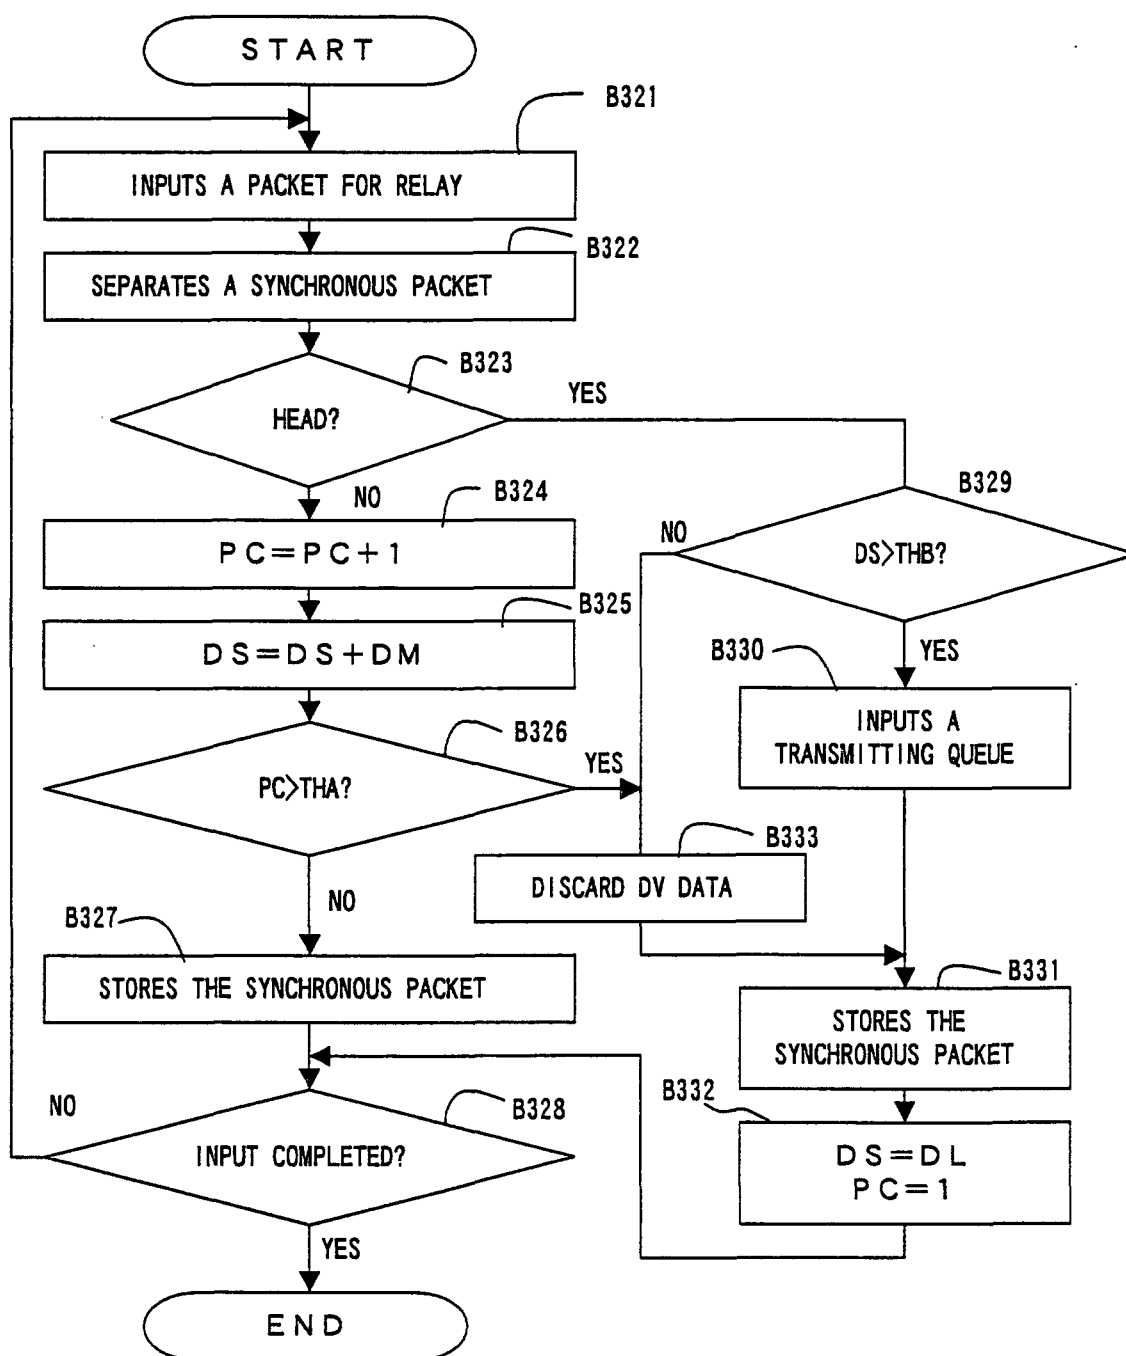 START
B321
INPUTS A PACKET FOR RELAY
B322
SEPARATES A SYNCHRONOUS PACKET
B323
HEAD?
YES
NO
B324
PC=PC+1
B325
DS=DS+DM
B326
PC>THA?
YES
NO
B327
STORES THE SYNCHRONOUS PACKET
B328
INPUT COMPLETED?
NO
YES
END
B329
DS>THB?
NO
YES
B330
INPUTS A
TRANSMITTING QUEUE
B333
DISCARD DV DATA
B331
STORES THE
SYNCHRONOUS PACKET
B332
DS=DL
PC=1